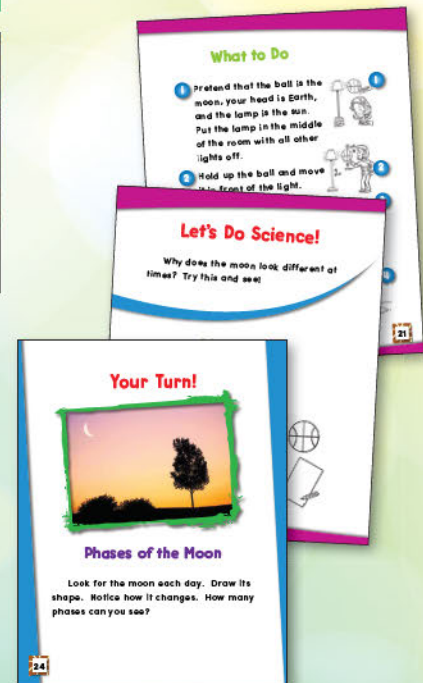 What to Do
1
1
Pretend that the ball is the
moon, your head is Earth,
and the lamp is the sun.
Put the lamp in the middle
of the room with all other
lights off.
2
2
Hold up the ball and move
it in front of the light.
21
Let's Do Science!
Why does the moon look different at
times? Try this and see!
Your Turn!
Phases of the Moon
Look for the moon each day. Draw its
shape. Notice how it changes. How many
phases can you see?
24